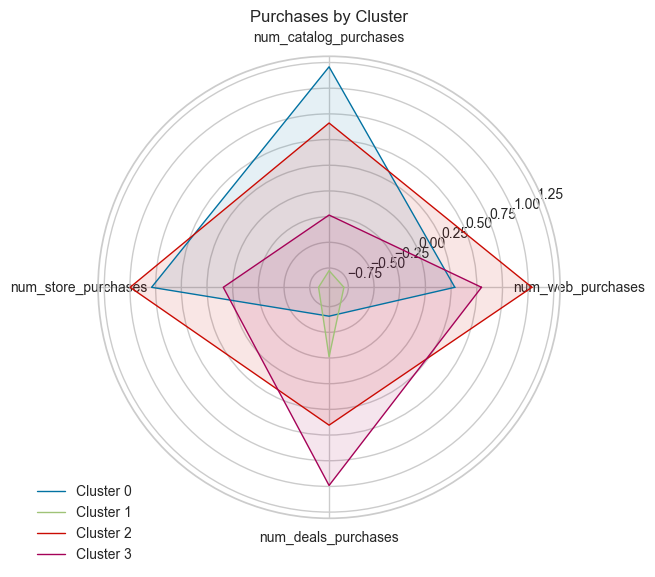 Purchases by Cluster
num_catalog_purchases
1.25
1.00
0.75
0.50
0.25
0.00
−0.25
−0.50
−0.75
num_store_purchases
num_web_purchases
num_deals_purchases
Cluster 0
Cluster 1
Cluster 2
Cluster 3